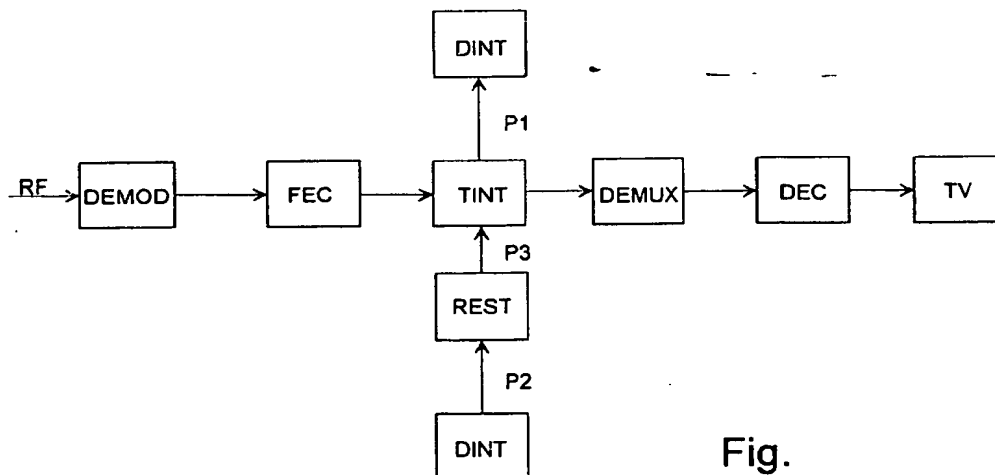 DINT
P1
RF
DEMOD
FEC
TINT
DEMUX
DEC
TV
P3
REST
P2
DINT
Fig.